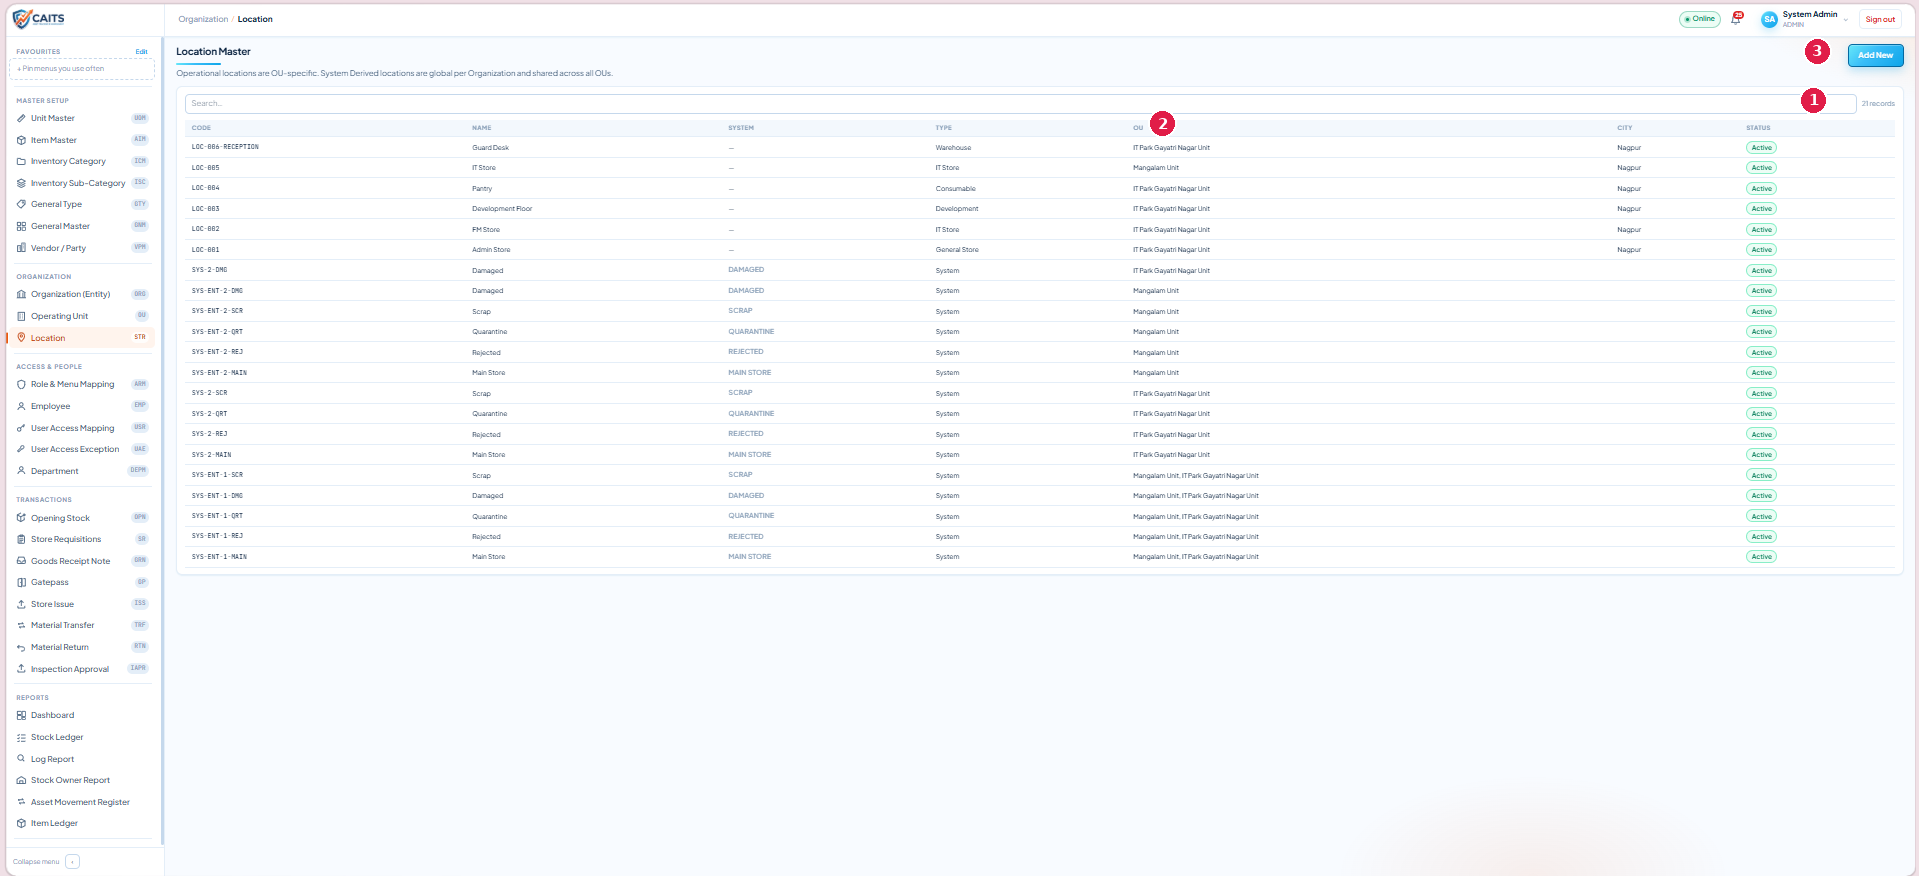 CAITS
Organization / Location
Online
25
SA
System Admin
ADMIN
Sign out
FAVOURITES
Edit
+ Pin menus you use often
MASTER SETUP
Unit Master UOM
Item Master AIM
Inventory Category ICM
Inventory Sub-Category ISC
General Type GTY
General Master GNM
Vendor / Party VPM
ORGANIZATION
Organization (Entity) ORG
Operating Unit OU
Location STR
ACCESS & PEOPLE
Role & Menu Mapping ARM
Employee EMP
User Access Mapping USR
User Access Exception UAE
Department DEPM
TRANSACTIONS
Opening Stock OPN
Store Requisitions SR
Goods Receipt Note GRN
Gatepass GP
Store Issue ISS
Material Transfer TRF
Material Return RTN
Inspection Approval IAPR
REPORTS
Dashboard
Stock Ledger
Log Report
Stock Owner Report
Asset Movement Register
Item Ledger
Collapse menu
Location Master
Operational locations are OU-specific. System Derived locations are global per Organization and shared across all OUs.
3
Add New
Search...
1
21 records
CODE NAME SYSTEM TYPE OU 2 CITY STATUS
LOC-006-RECEPTION Guard Desk — Warehouse IT Park Gayatri Nagar Unit Nagpur Active
LOC-005 IT Store — IT Store Mangalam Unit Nagpur Active
LOC-004 Pantry — Consumable IT Park Gayatri Nagar Unit Nagpur Active
LOC-003 Development Floor — Development IT Park Gayatri Nagar Unit Nagpur Active
LOC-002 FM Store — IT Store IT Park Gayatri Nagar Unit Nagpur Active
LOC-001 Admin Store — General Store IT Park Gayatri Nagar Unit Nagpur Active
SYS-2-DMG Damaged DAMAGED System IT Park Gayatri Nagar Unit Active
SYS-ENT-2-DMG Damaged DAMAGED System Mangalam Unit Active
SYS-ENT-2-SCR Scrap SCRAP System Mangalam Unit Active
SYS-ENT-2-QRT Quarantine QUARANTINE System Mangalam Unit Active
SYS-ENT-2-REJ Rejected REJECTED System Mangalam Unit Active
SYS-ENT-2-MAIN Main Store MAIN STORE System Mangalam Unit Active
SYS-2-SCR Scrap SCRAP System IT Park Gayatri Nagar Unit Active
SYS-2-QRT Quarantine QUARANTINE System IT Park Gayatri Nagar Unit Active
SYS-2-REJ Rejected REJECTED System IT Park Gayatri Nagar Unit Active
SYS-2-MAIN Main Store MAIN STORE System IT Park Gayatri Nagar Unit Active
SYS-ENT-1-SCR Scrap SCRAP System Mangalam Unit, IT Park Gayatri Nagar Unit Active
SYS-ENT-1-DMG Damaged DAMAGED System Mangalam Unit, IT Park Gayatri Nagar Unit Active
SYS-ENT-1-QRT Quarantine QUARANTINE System Mangalam Unit, IT Park Gayatri Nagar Unit Active
SYS-ENT-1-REJ Rejected REJECTED System Mangalam Unit, IT Park Gayatri Nagar Unit Active
SYS-ENT-1-MAIN Main Store MAIN STORE System Mangalam Unit, IT Park Gayatri Nagar Unit Active